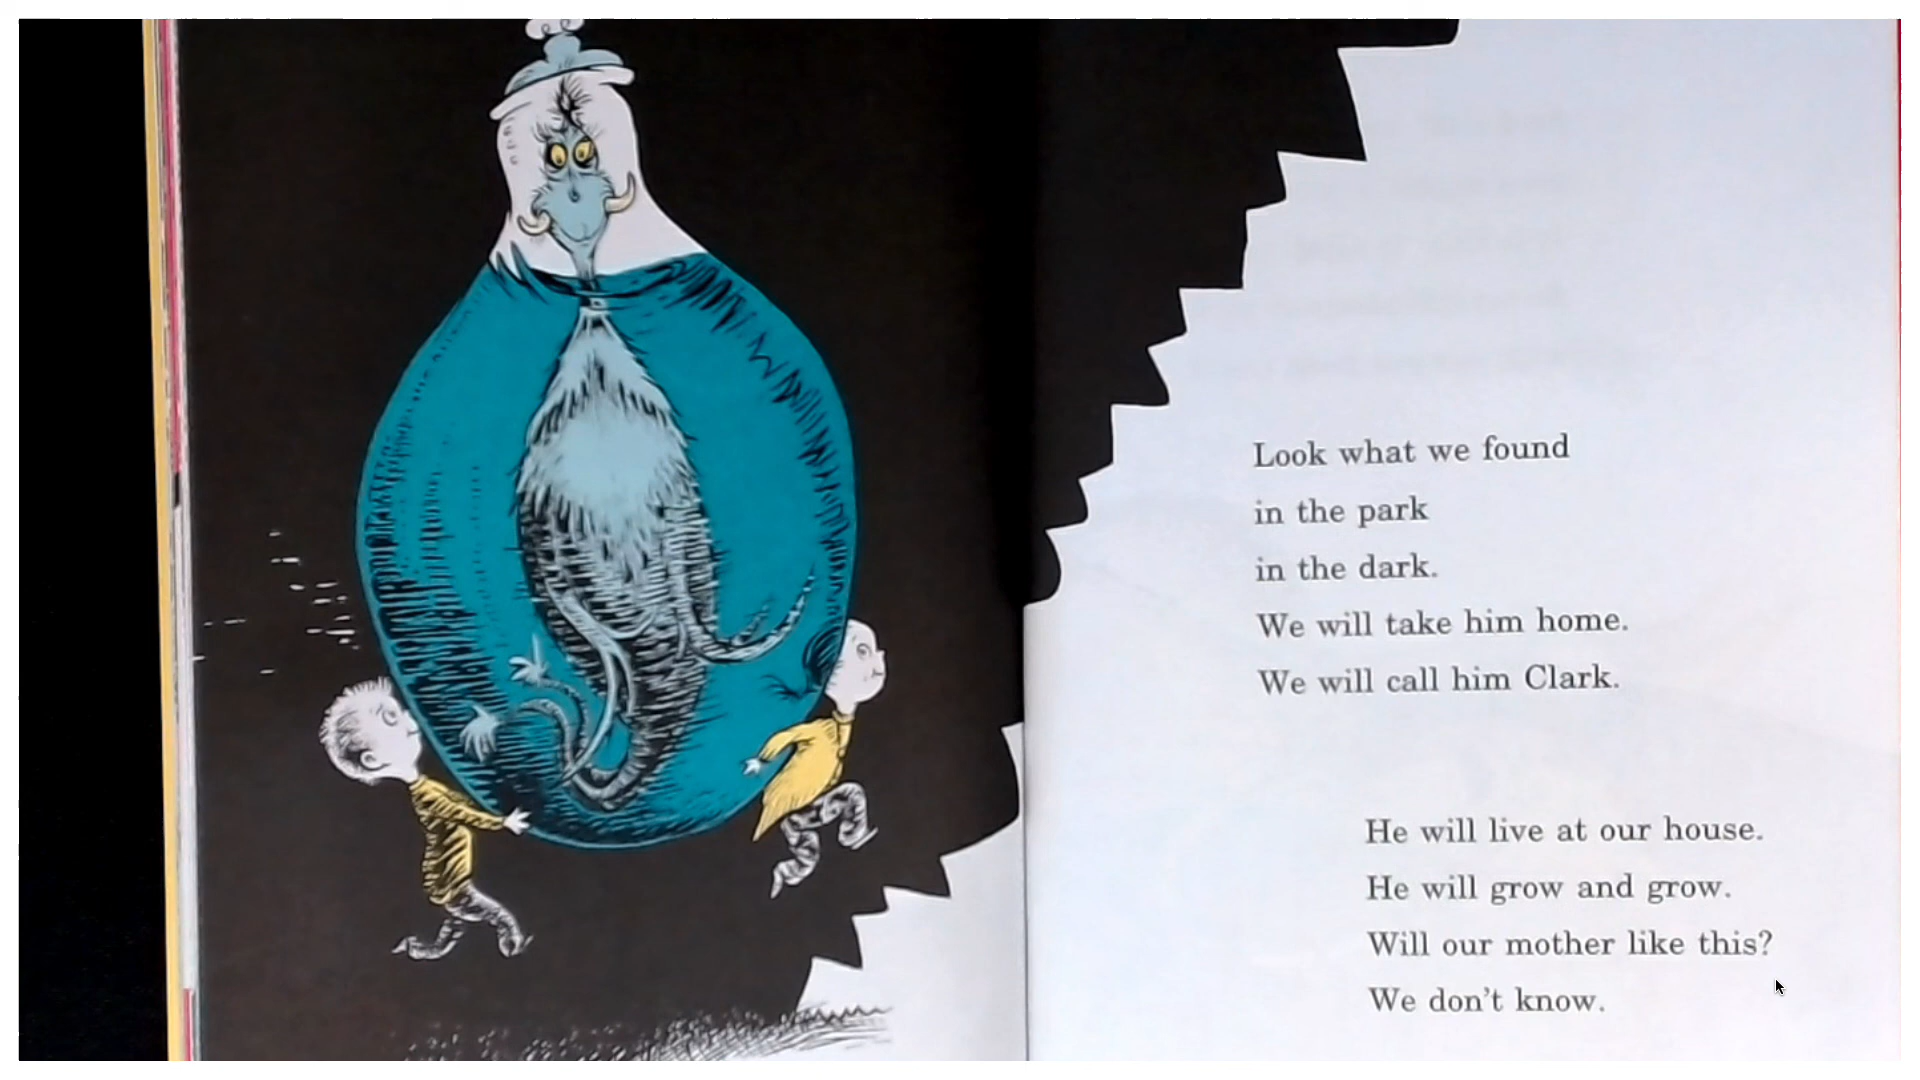 Look what we found
in the park
in the dark.
We will take him home.
We will call him Clark.
He will live at our house.
He will grow and grow.
Will our mother like this?
We don't know.